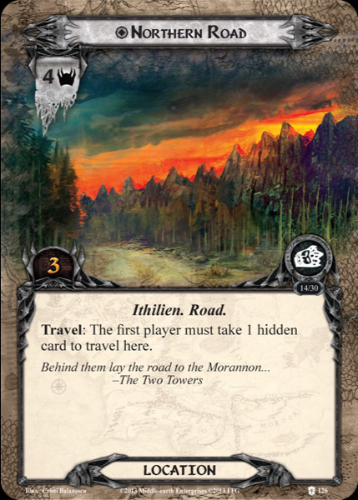 Northern Road
4
3
14/30
Ithilien. Road.
Travel: The first player must take 1 hidden
card to travel here.
Behind them lay the road to the Morannon...
–The Two Towers
LOCATION
©2013 Middle-earth Enterprises ©2013 FFG
126